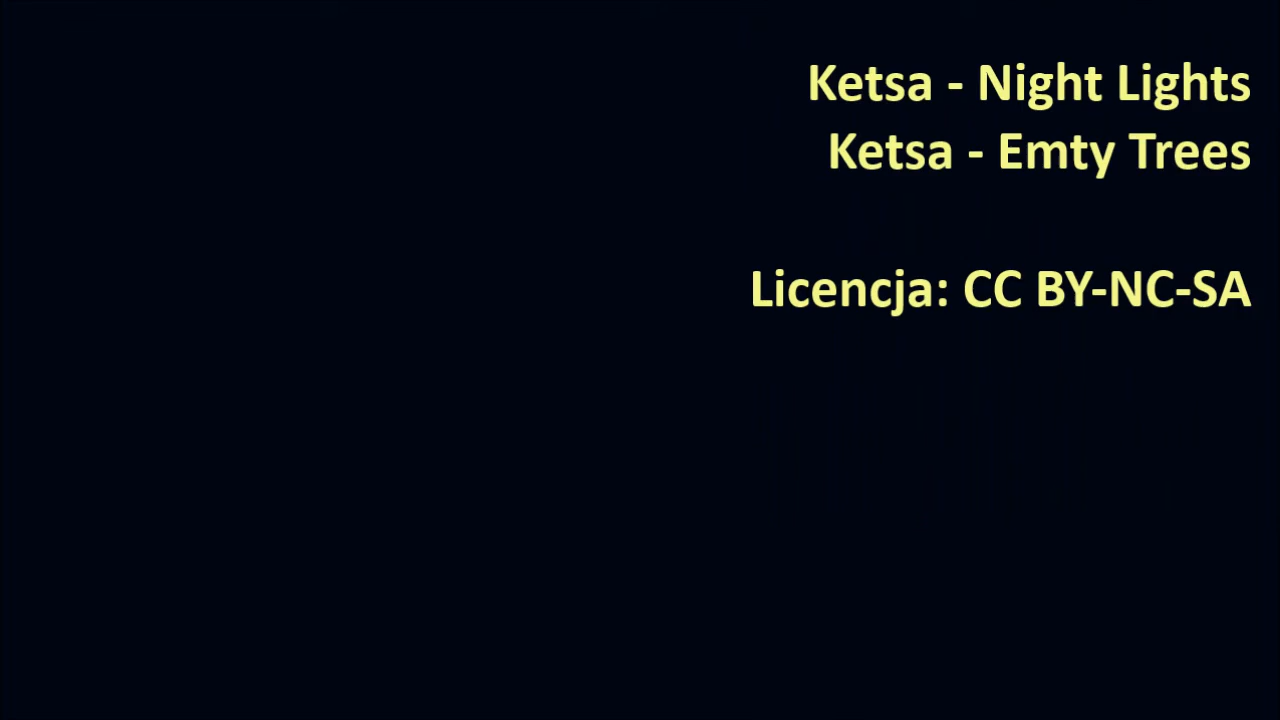 Ketsa - Night Lights
Ketsa - Emty Trees
Licencja: CC BY-NC-SA